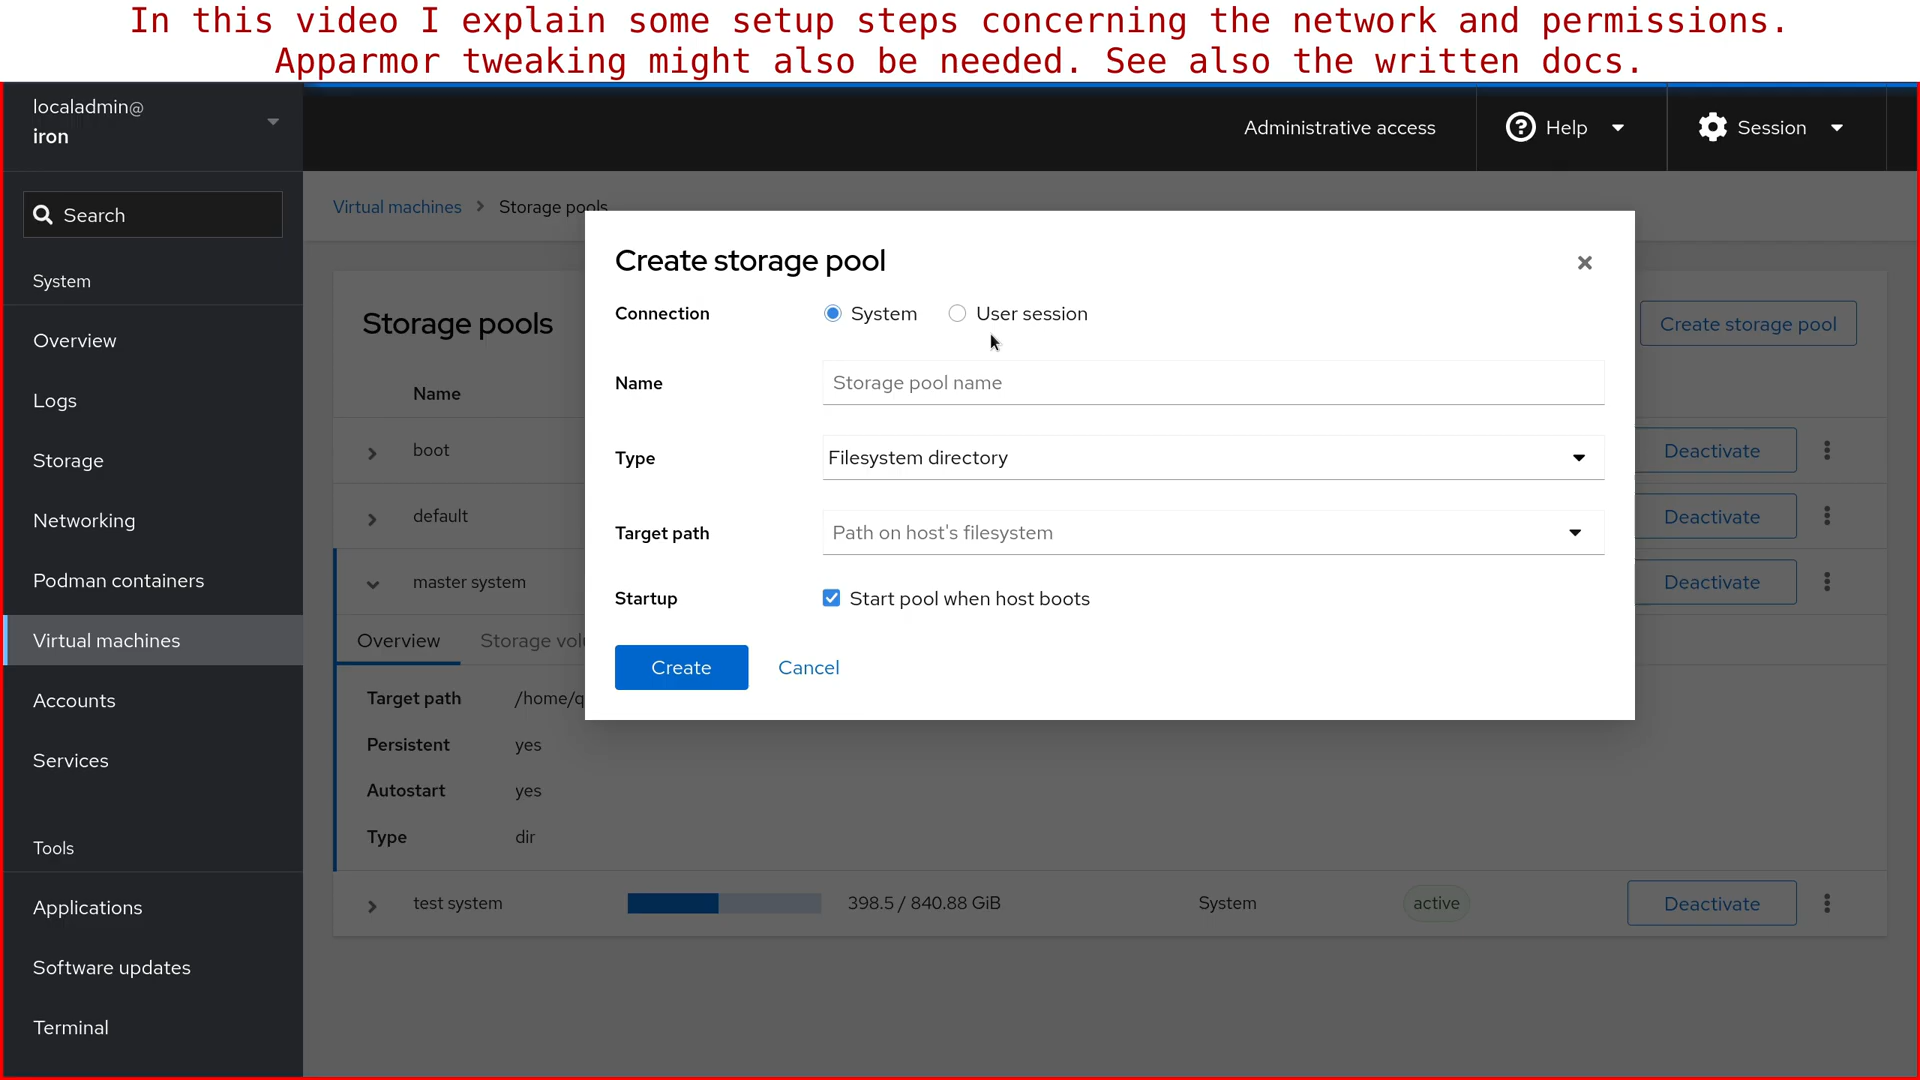 In this video I explain some setup steps concerning the network and permissions.
Apparmor tweaking might also be needed. See also the written docs.
localadmin@
iron
Administrative access
Help
Session
Search
System
Overview
Logs
Storage
Networking
Podman containers
Virtual machines
Accounts
Services
Tools
Applications
Software updates
Terminal
Virtual machines > Storage pools
Storage pools
Create storage pool
Name
boot
Deactivate
default
Deactivate
master system
Deactivate
Overview
Storage volu
Target path /home/q
Persistent yes
Autostart yes
Type dir
test system 398.5 / 840.88 GiB System active Deactivate
Create storage pool
Connection System User session
Name Storage pool name
Type Filesystem directory
Target path Path on host's filesystem
Startup Start pool when host boots
Create Cancel